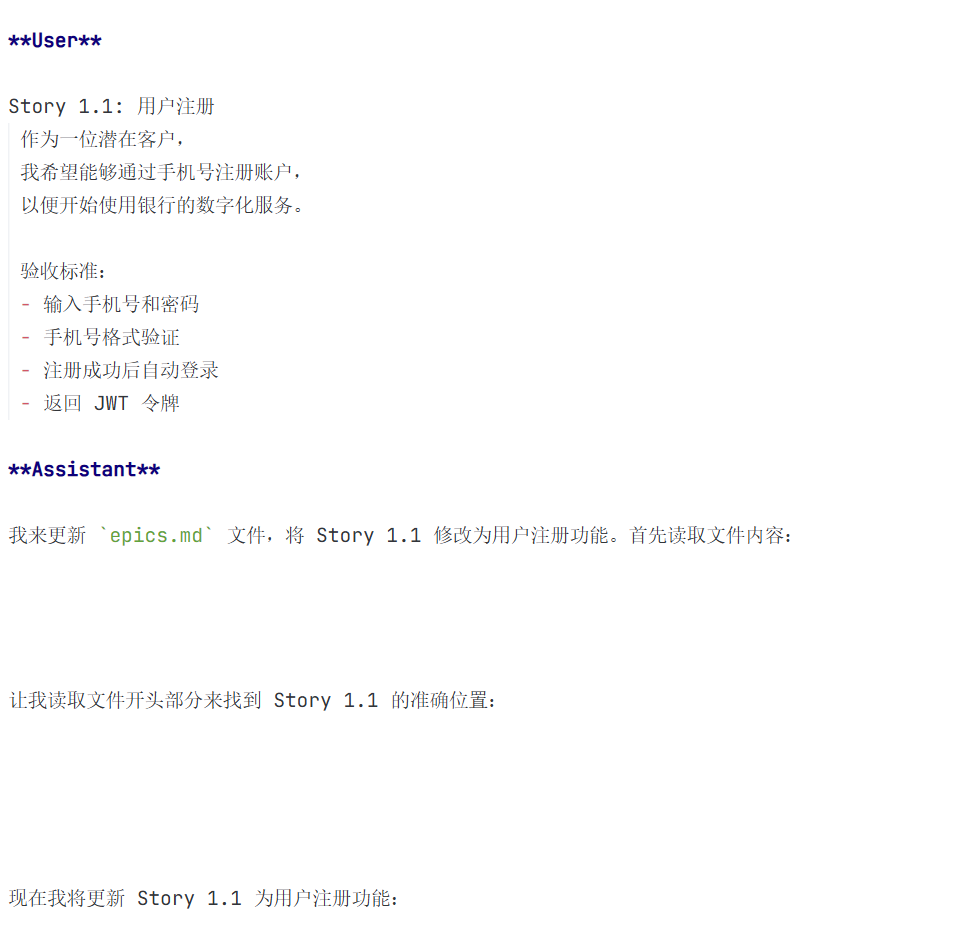 **User**
Story 1.1: 用户注册
作为一位潜在客户，
我希望能够通过手机号注册账户，
以便开始使用银行的数字化服务。
验收标准：
- 输入手机号和密码
- 手机号格式验证
- 注册成功后自动登录
- 返回 JWT 令牌
**Assistant**
我来更新 `epics.md` 文件，将 Story 1.1 修改为用户注册功能。首先读取文件内容：
让我读取文件开头部分来找到 Story 1.1 的准确位置：
现在我将更新 Story 1.1 为用户注册功能：